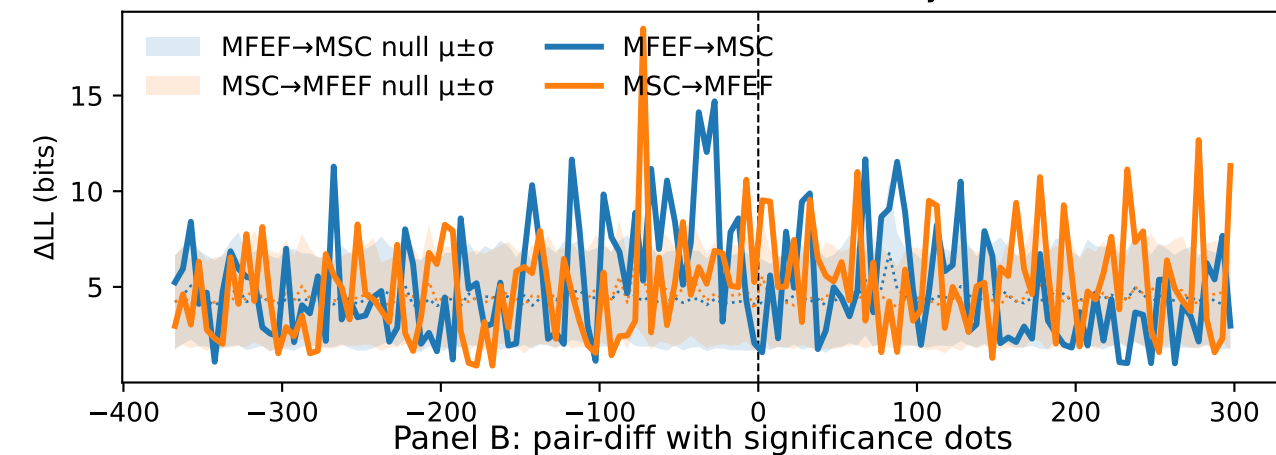 MFEF→MSC null μ±σ
MSC→MFEF null μ±σ
MFEF→MSC
MSC→MFEF
ΔLL (bits)
15
10
5
−400 −300 −200 −100 0 100 200 300
Panel B: pair-diff with significance dots